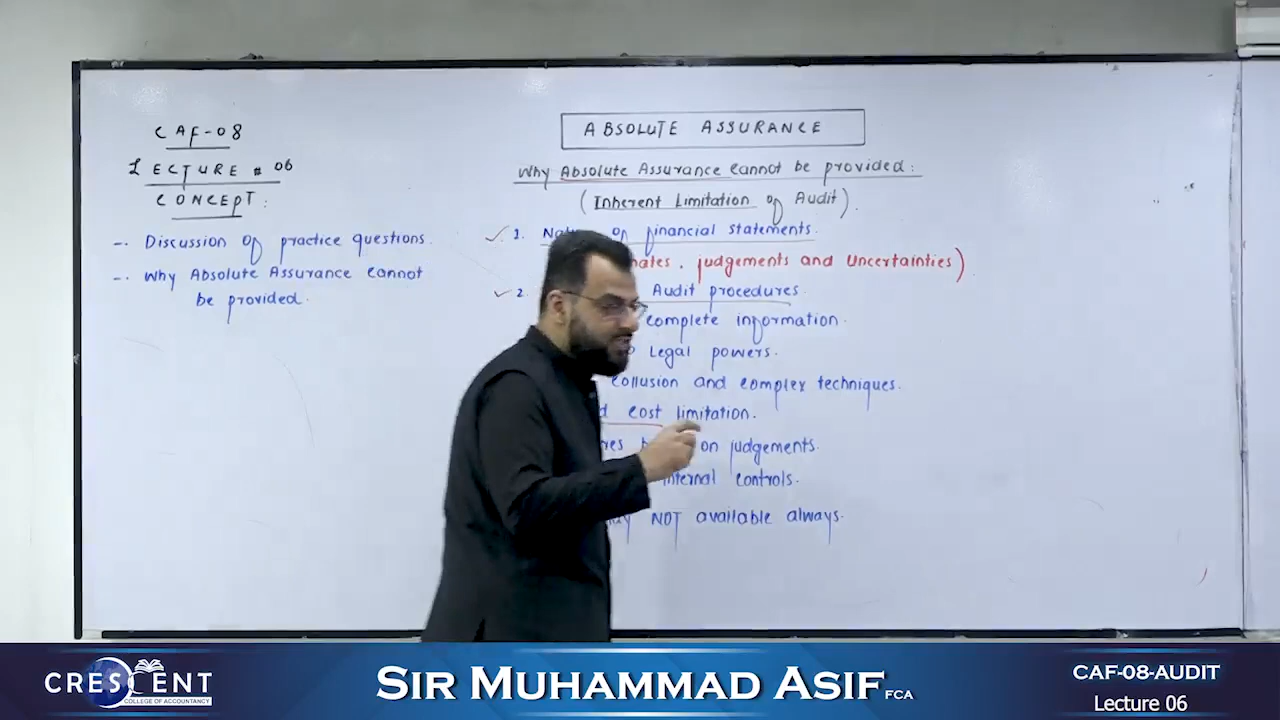 CAF-08
LECTURE # 06
CONCEPT:
-. Discussion of practice questions.
-. Why Absolute Assurance cannot
be provided.
ABSOLUTE ASSURANCE
Why Absolute Assurance cannot be provided:
(Inherent Limitation of Audit).
1. of financial statements.
judgements and Uncertainties)
2. Audit procedures
complete information.
Legal powers.
collusion and complex techniques.
cost limitation.
on judgements.
internal controls.
NOT available always.
CRESCENT
COLLEGE OF ACCOUNTANCY
SIR MUHAMMAD ASIF FCA
CAF-08-AUDIT
Lecture 06